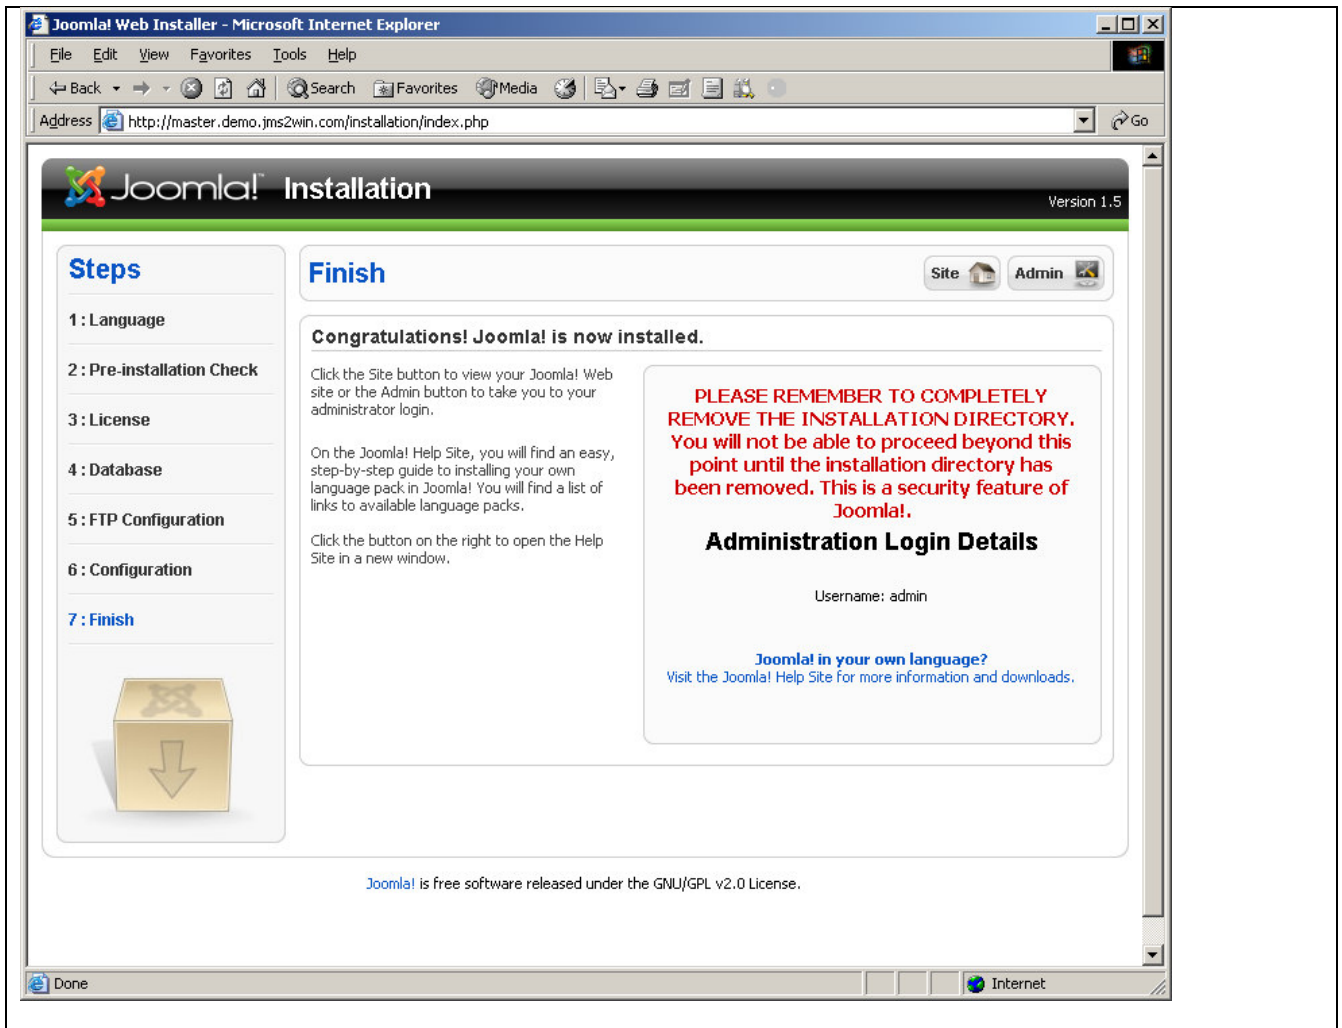 Joomla! Web Installer - Microsoft Internet Explorer
File Edit View Favorites Tools Help
Back Search Favorites Media
Address http://master.demo.jms2win.com/installation/index.php Go
Joomla!™ Installation
Version 1.5
Steps
1 : Language
2 : Pre-installation Check
3 : License
4 : Database
5 : FTP Configuration
6 : Configuration
7 : Finish
Finish
Site Admin
Congratulations! Joomla! is now installed.
Click the Site button to view your Joomla! Web
site or the Admin button to take you to your
administrator login.
On the Joomla! Help Site, you will find an easy,
step-by-step guide to installing your own
language pack in Joomla! You will find a list of
links to available language packs.
Click the button on the right to open the Help
Site in a new window.
PLEASE REMEMBER TO COMPLETELY
REMOVE THE INSTALLATION DIRECTORY.
You will not be able to proceed beyond this
point until the installation directory has
been removed. This is a security feature of
Joomla!.
Administration Login Details
Username: admin
Joomla! in your own language?
Visit the Joomla! Help Site for more information and downloads.
Joomla! is free software released under the GNU/GPL v2.0 License.
Done Internet